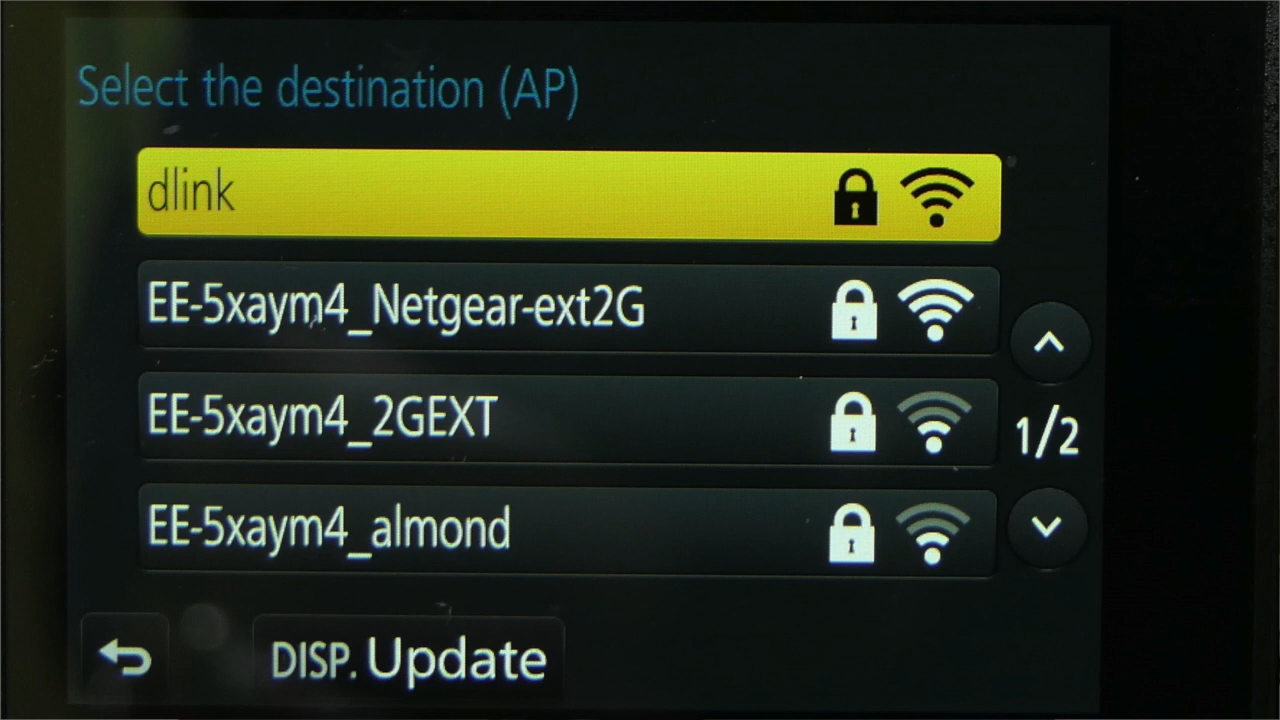 Select the destination (AP)
dlink
EE-5xaym4_Netgear-ext2G
EE-5xaym4_2GEXT
1/2
EE-5xaym4_almond
DISP. Update